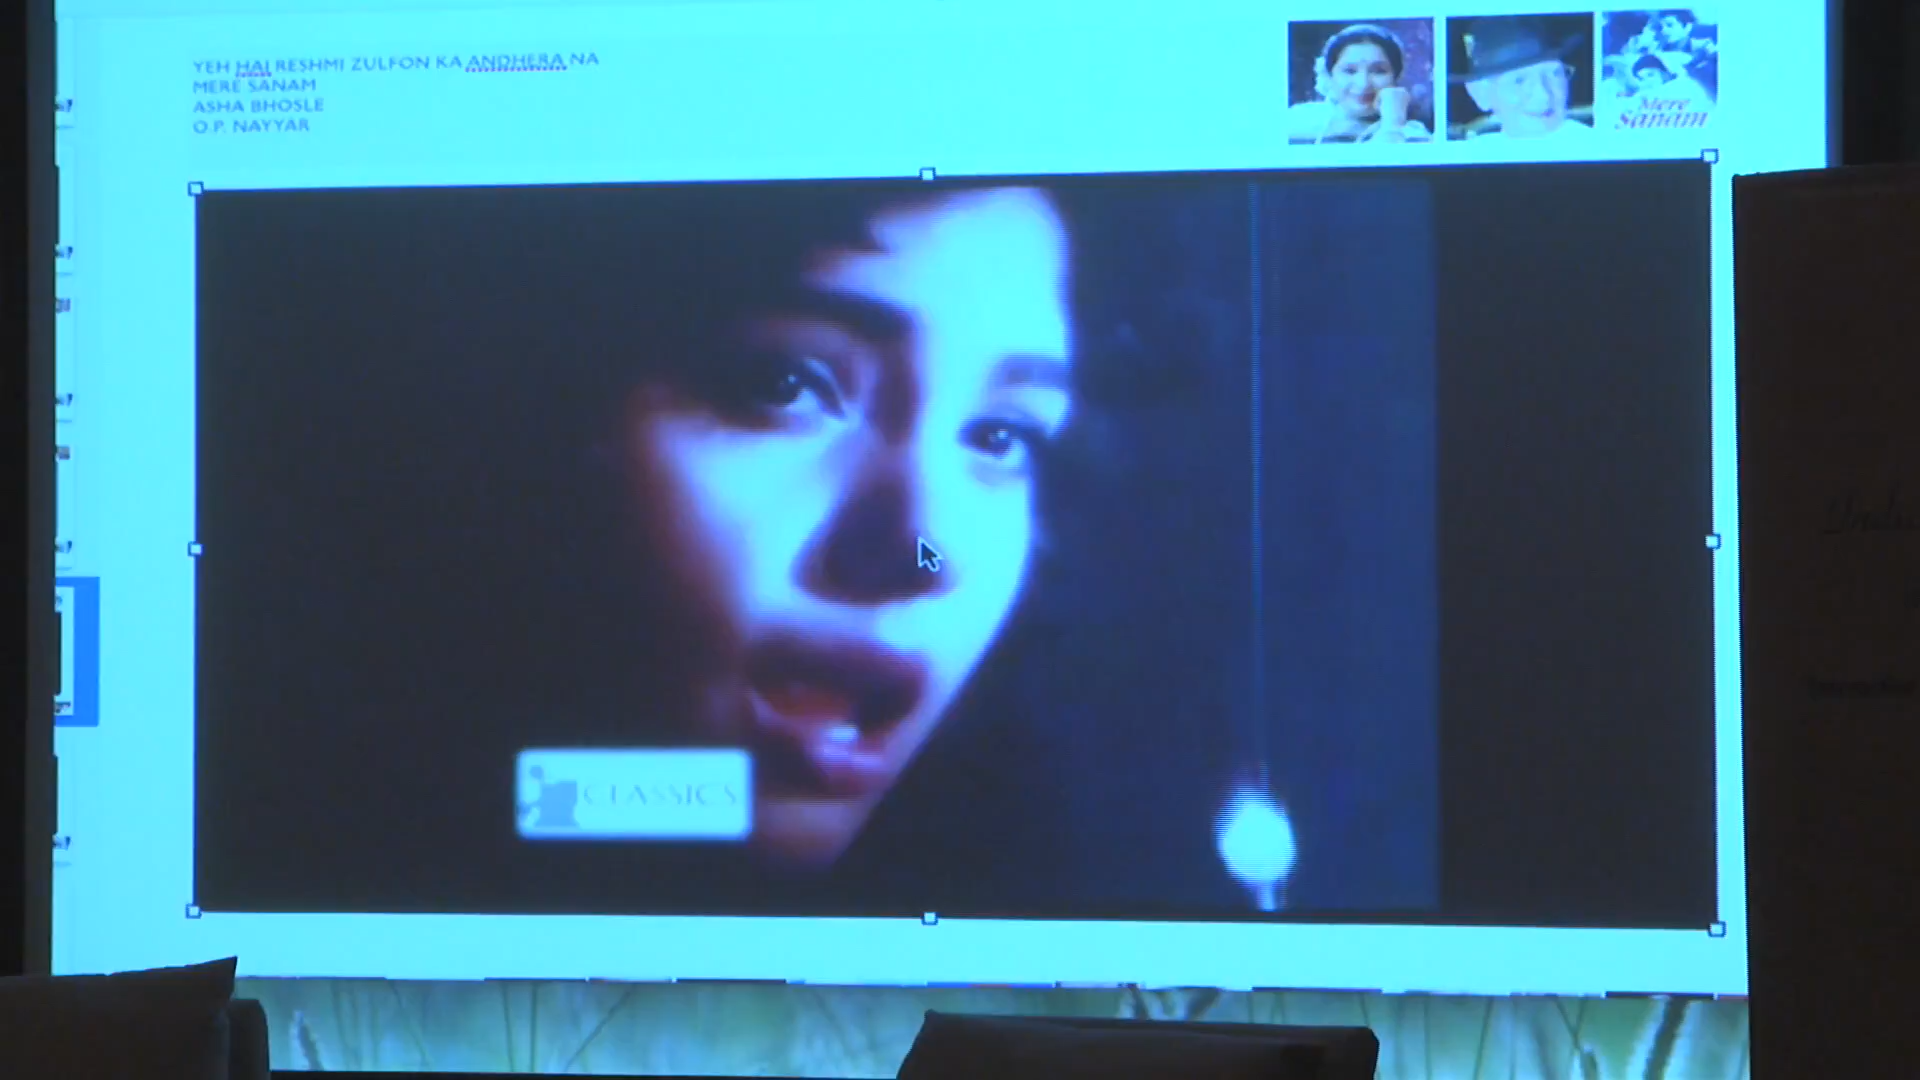 YEH HAI RESHMI ZULFON KA ANDHERA NA
MERE SANAM
ASHA BHOSLE
O.P. NAYYAR
Mere
Sanam
CLASSICS